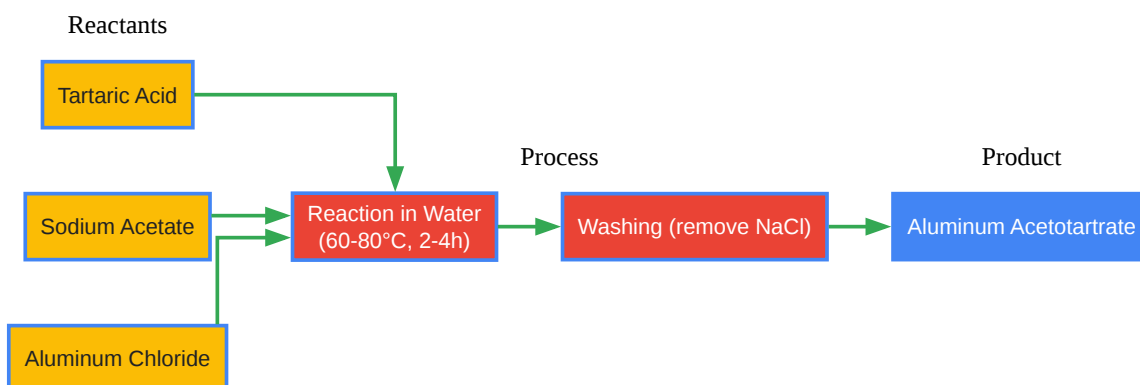 Reactants
Tartaric Acid
Process
Product
Sodium Acetate
Reaction in Water
(60-80°C, 2-4h)
Washing (remove NaCl)
Aluminum Acetotartrate
Aluminum Chloride